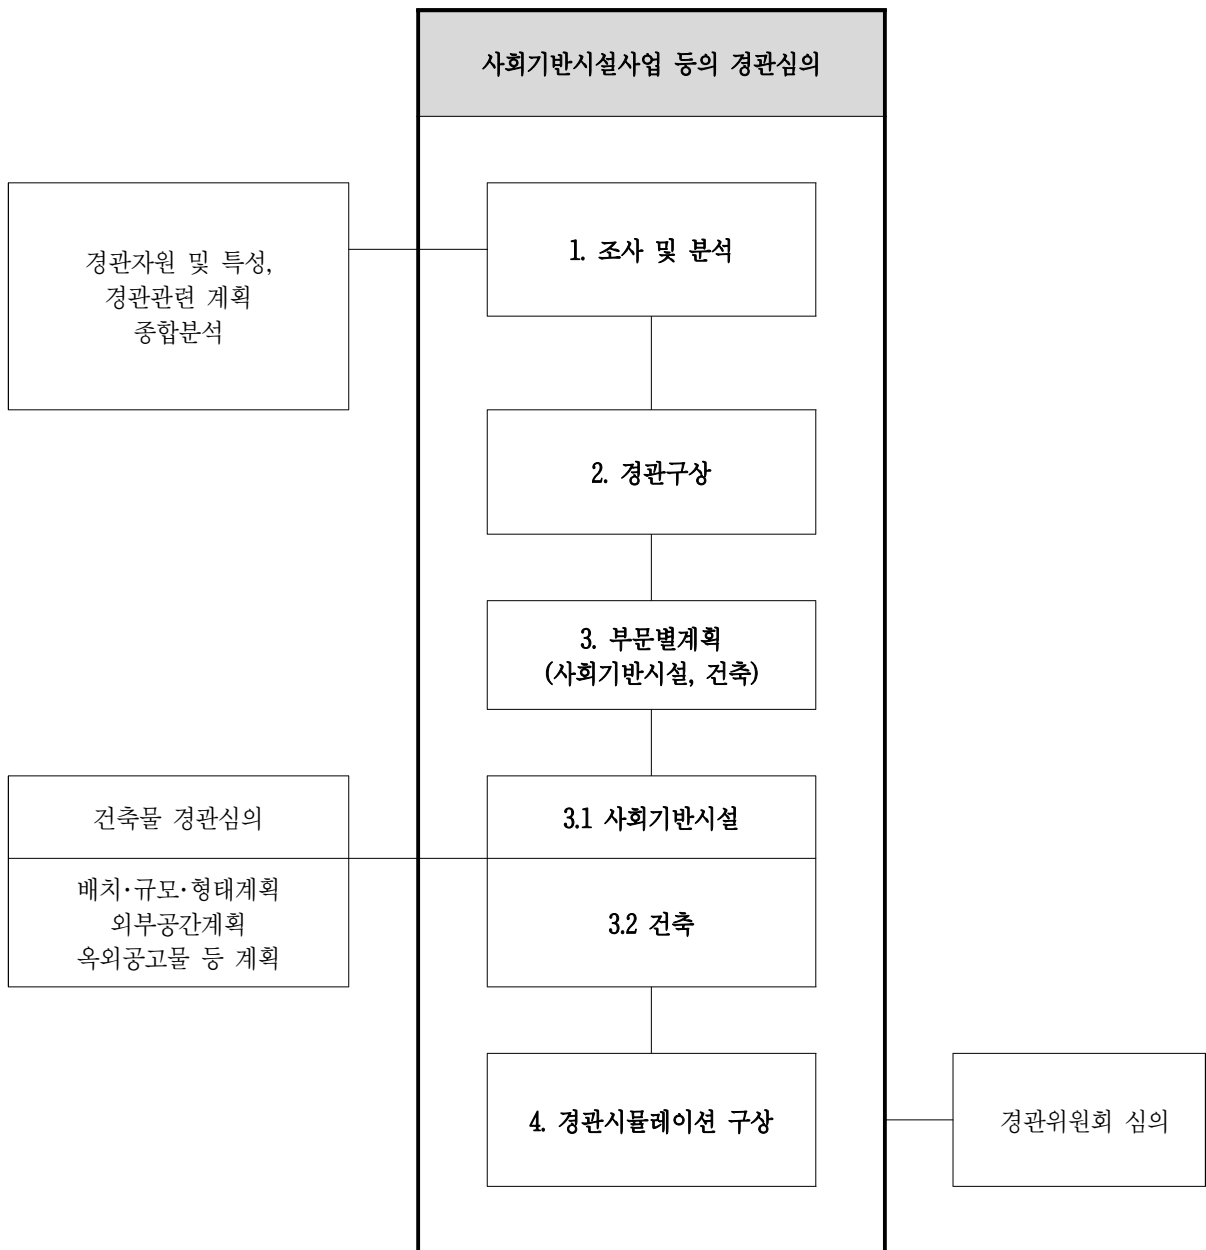 사회기반시설사업 등의 경관심의
경관자원 및 특성,
경관관련 계획
종합분석
1. 조사 및 분석
2. 경관구상
3. 부문별계획
(사회기반시설, 건축)
건축물 경관심의
배치·규모·형태계획
외부공간계획
옥외공고물 등 계획
3.1 사회기반시설
3.2 건축
4. 경관시뮬레이션 구상
경관위원회 심의